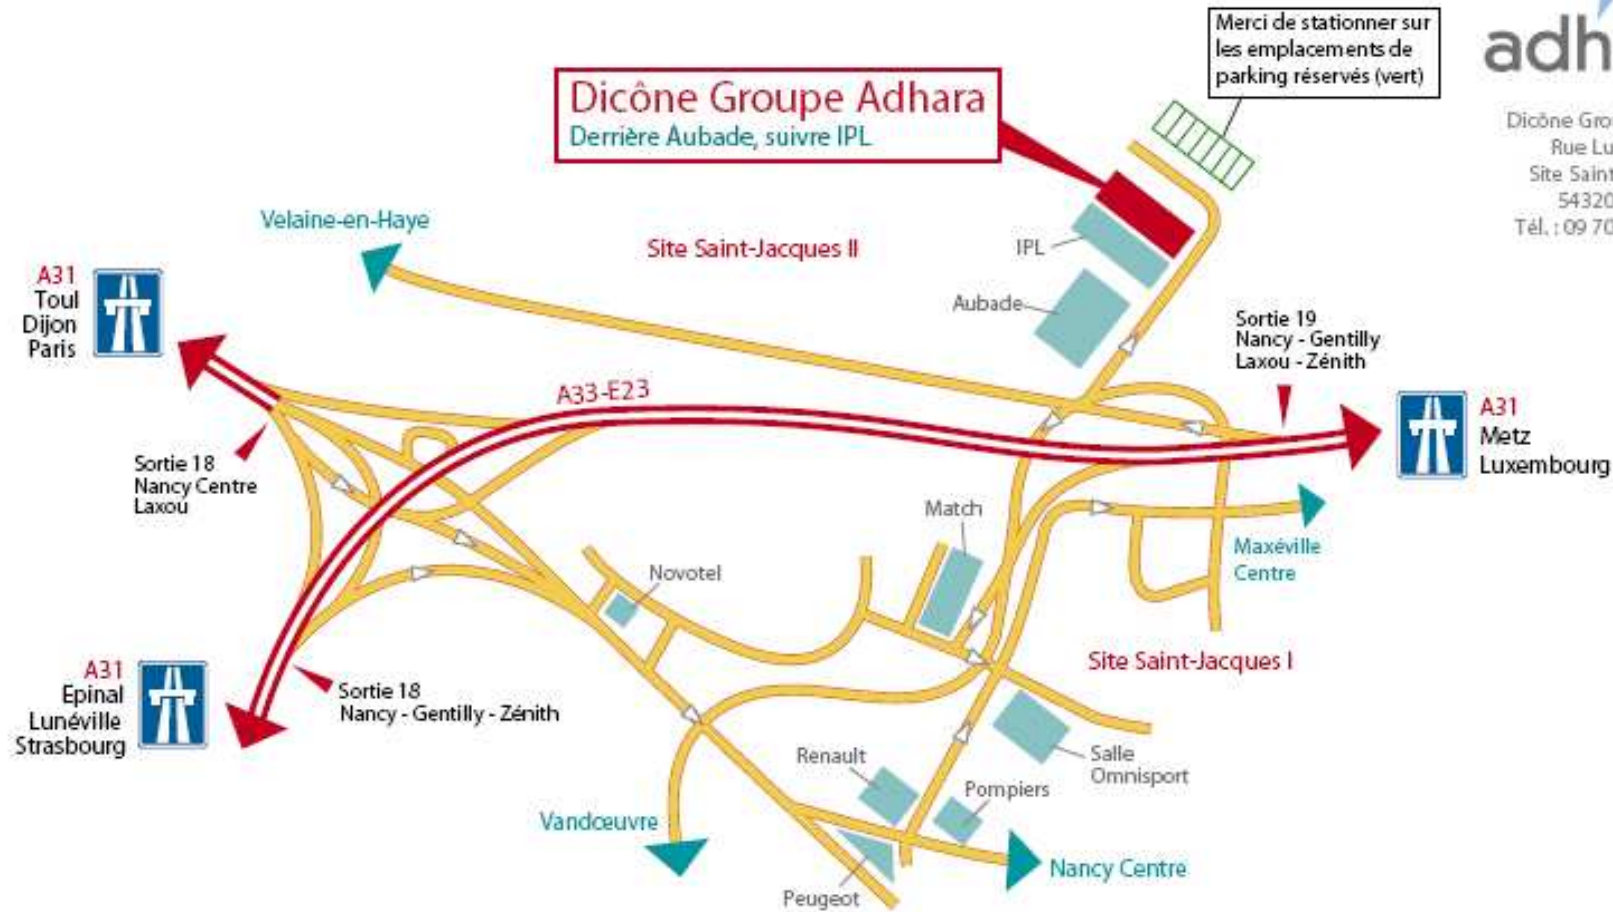 Merci de stationner sur
les emplacements de
parking réservés (vert)
adh
Dicône Gro
Rue Lu
Site Saint
54320
Tél. : 09 70
Dicône Groupe Adhara
Derrière Aubade, suivre IPL
Velaine-en-Haye
Site Saint-Jacques II
IPL
Aubade
A31
Toul
Dijon
Paris
Sortie 19
Nancy - Gentilly
Laxou - Zénith
A33-E23
A31
Metz
Luxembourg
Sortie 18
Nancy Centre
Laxou
Match
Maxéville
Centre
Novotel
Site Saint-Jacques I
A31
Epinal
Lunéville
Strasbourg
Sortie 18
Nancy - Gentilly - Zénith
Salle
Omnisport
Renault
Pompiers
Vandœuvre
Nancy Centre
Peugeot